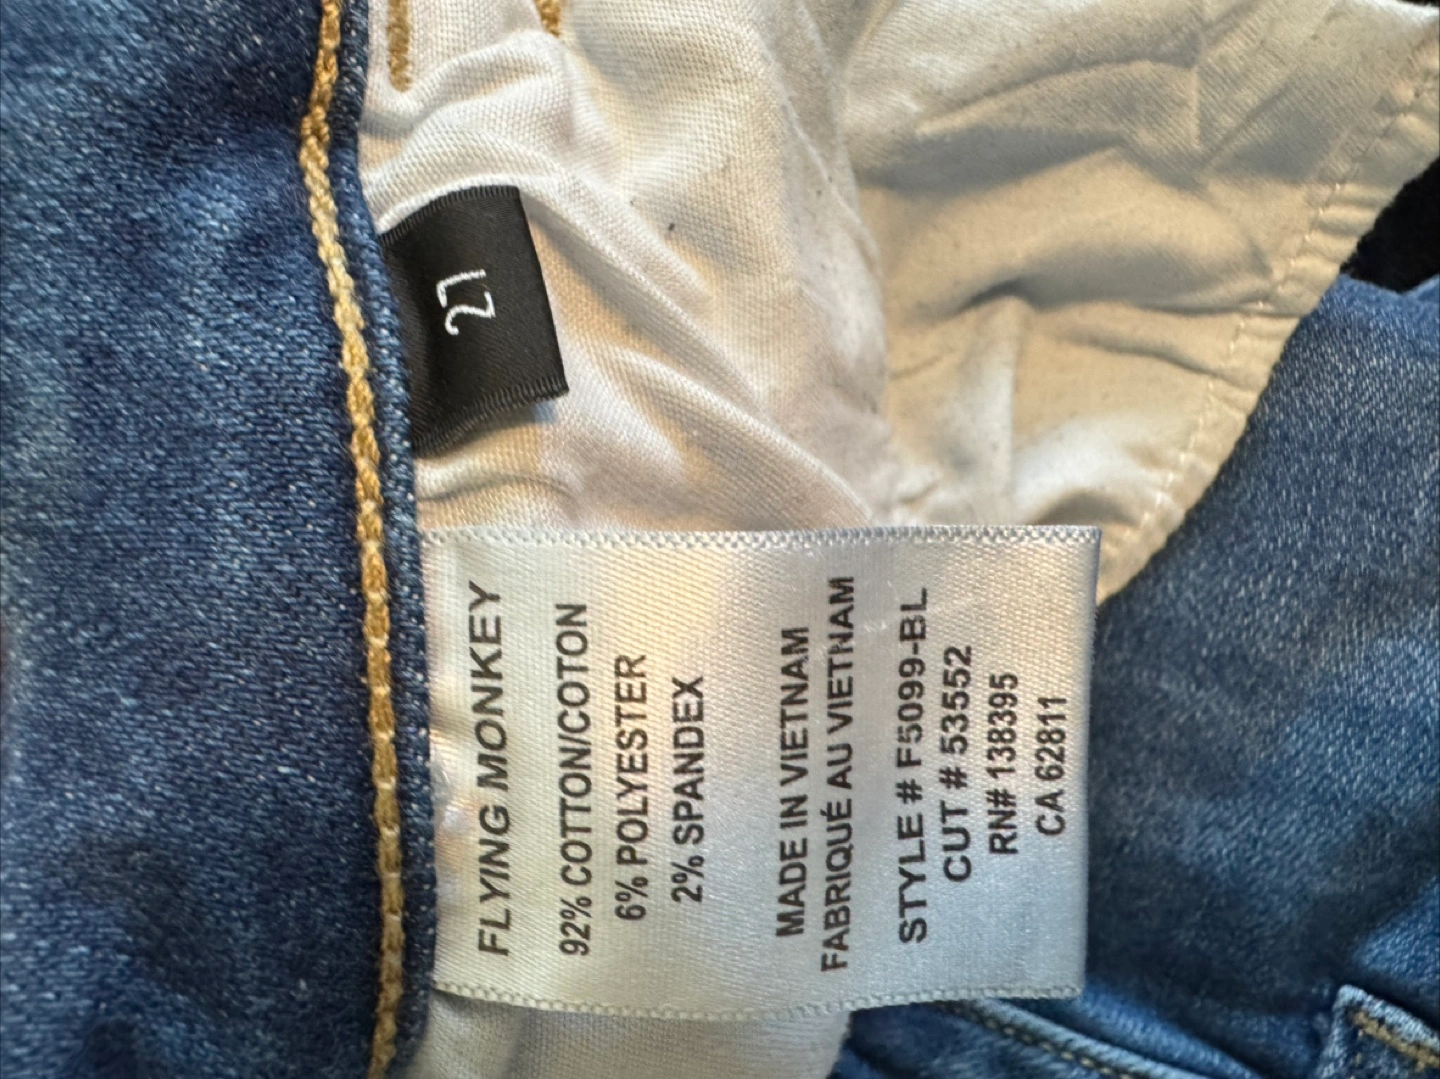 27
FLYING MONKEY
92% COTTON/COTON
6% POLYESTER
2% SPANDEX
MADE IN VIETNAM
FABRIQUÉ AU VIETNAM
STYLE # F5099-BL
CUT # 53552
RN# 138395
CA 62811